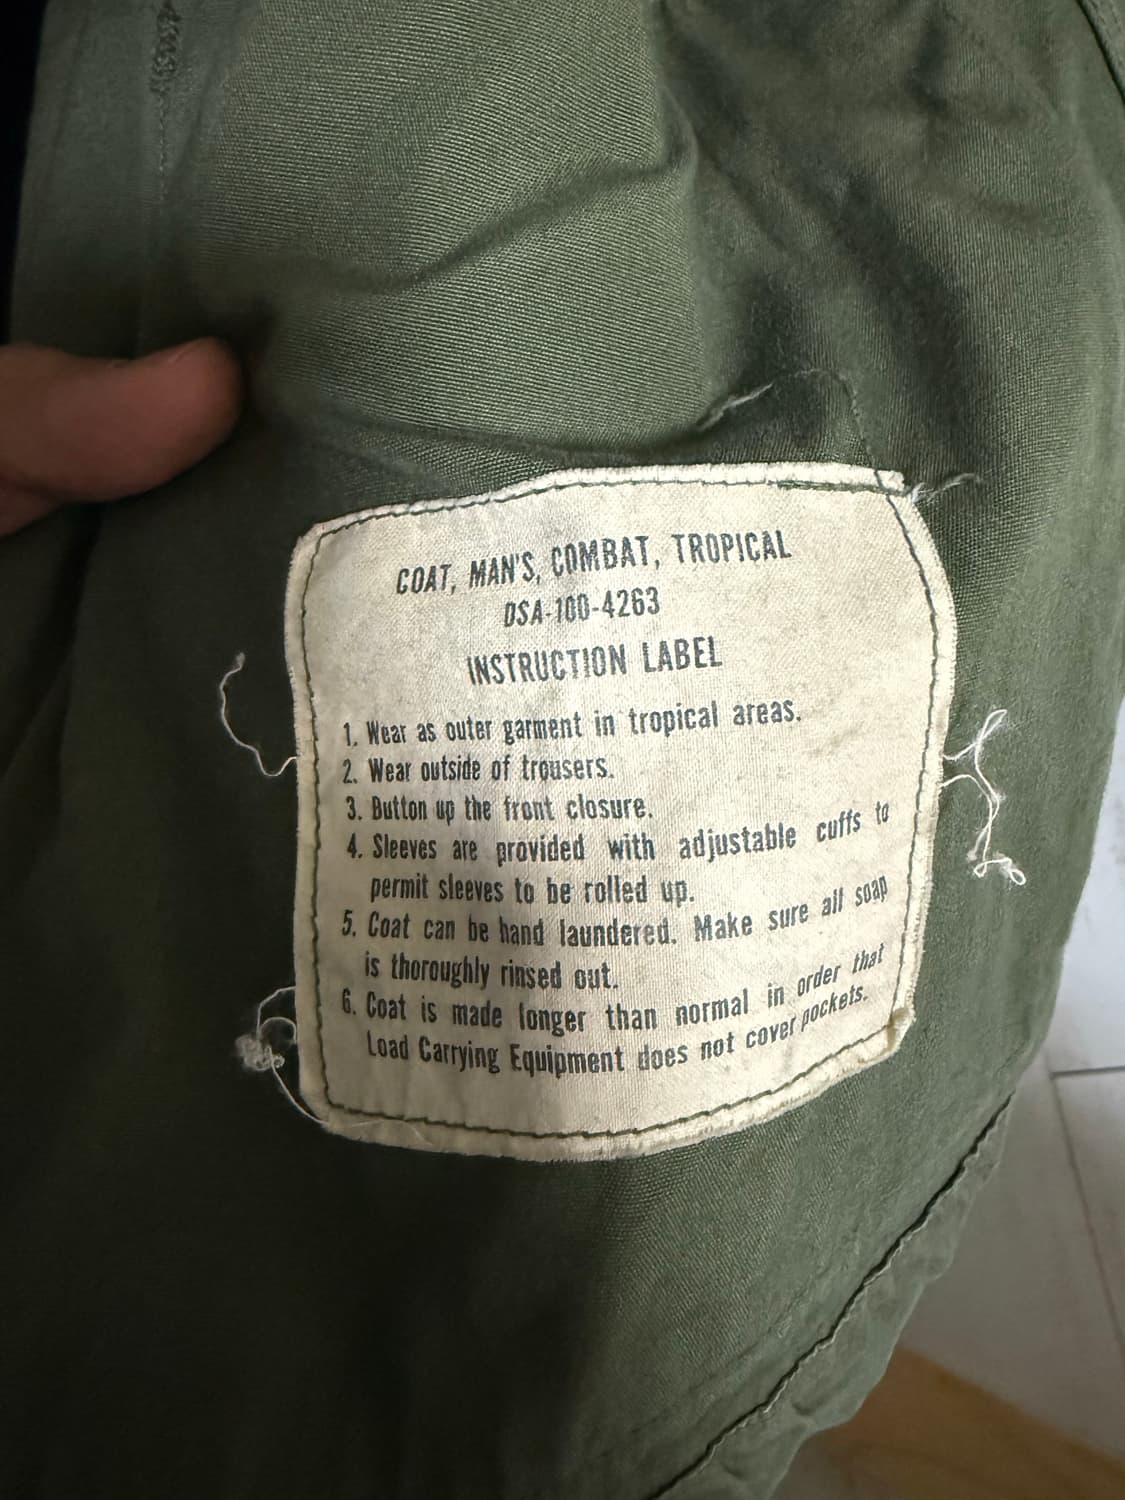 COAT, MAN'S, COMBAT, TROPICAL
DSA-100-4263
INSTRUCTION LABEL
1. Wear as outer garment in tropical areas.
2. Wear outside of trousers.
3. Button up the front closure.
4. Sleeves are provided with adjustable cuffs to
permit sleeves to be rolled up.
5. Coat can be hand laundered. Make sure all soap
is thoroughly rinsed out.
6. Coat is made longer than normal in order that
Load Carrying Equipment does not cover pockets.